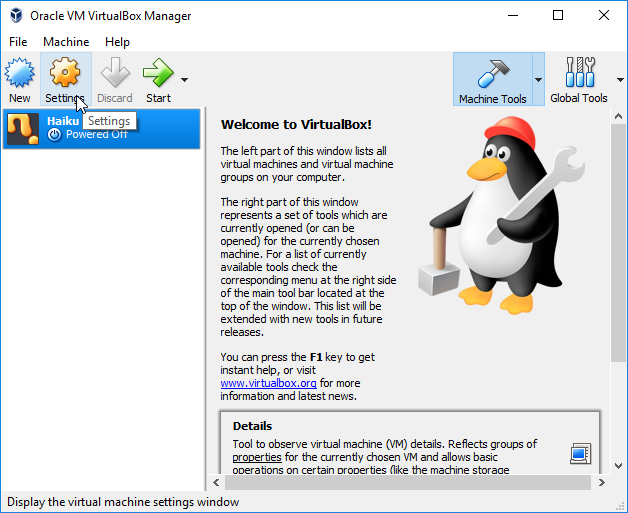 Oracle VM VirtualBox Manager
File Machine Help
New Settings Discard Start Machine Tools Global Tools
Settings
Haiku
Powered Off
Welcome to VirtualBox!
The left part of this window lists all
virtual machines and virtual machine
groups on your computer.
The right part of this window
represents a set of tools which are
currently opened (or can be
opened) for the currently chosen
machine. For a list of currently
available tools check the
corresponding menu at the right side
of the main tool bar located at the
top of the window. This list will be
extended with new tools in future
releases.
You can press the F1 key to get
instant help, or visit
www.virtualbox.org for more
information and latest news.
Details
Tool to observe virtual machine (VM) details. Reflects groups of
properties for the currently chosen VM and allows basic
operations on certain properties (like the machine storage
Display the virtual machine settings window